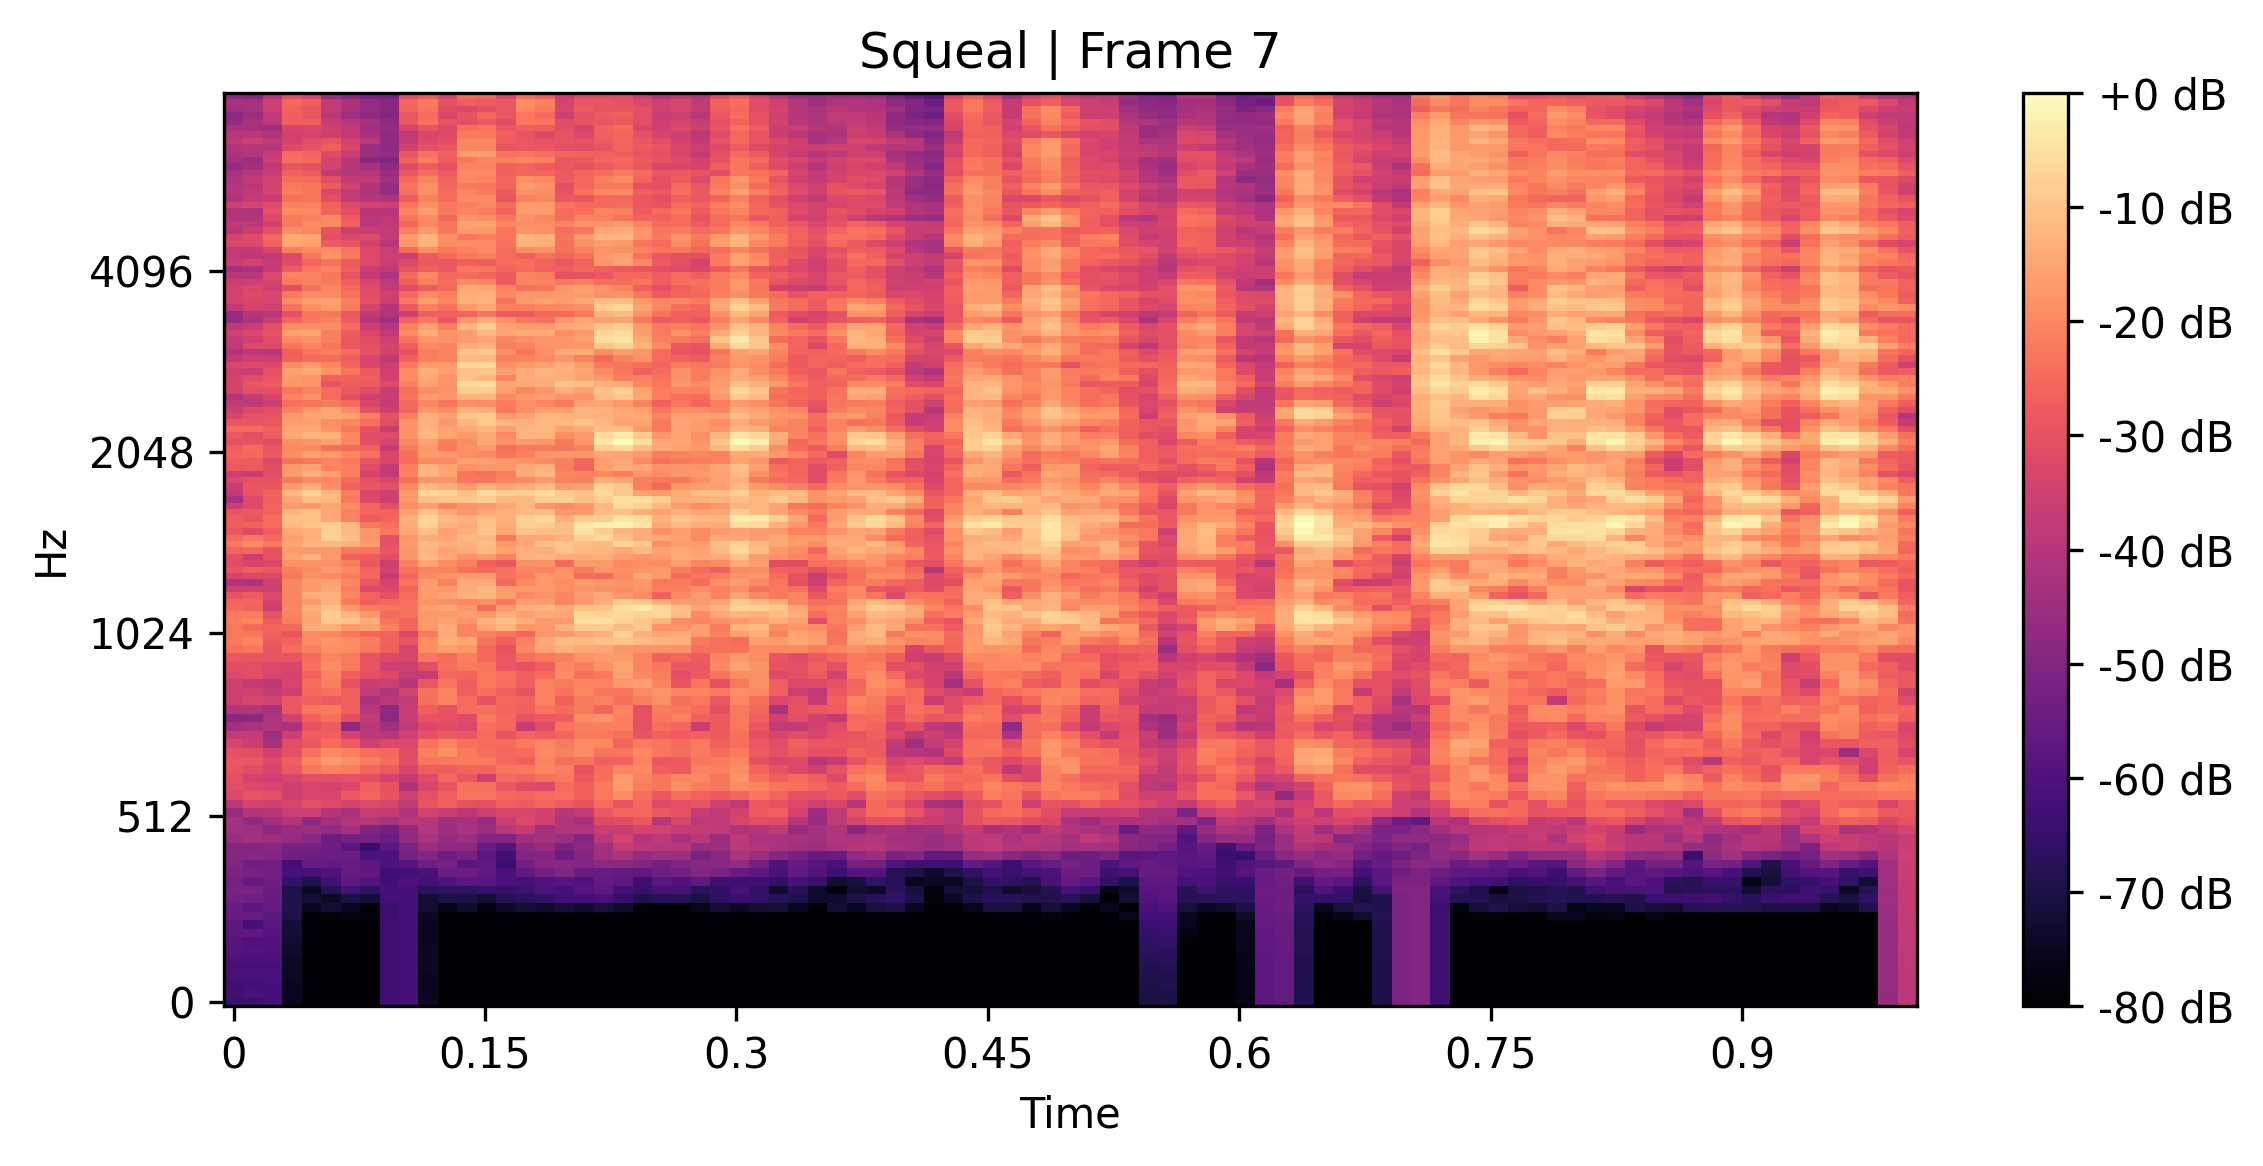 Squeal | Frame 7
+0 dB
-10 dB
-20 dB
-30 dB
-40 dB
-50 dB
-60 dB
-70 dB
-80 dB
Hz
4096
2048
1024
512
0
0 0.15 0.3 0.45 0.6 0.75 0.9
Time